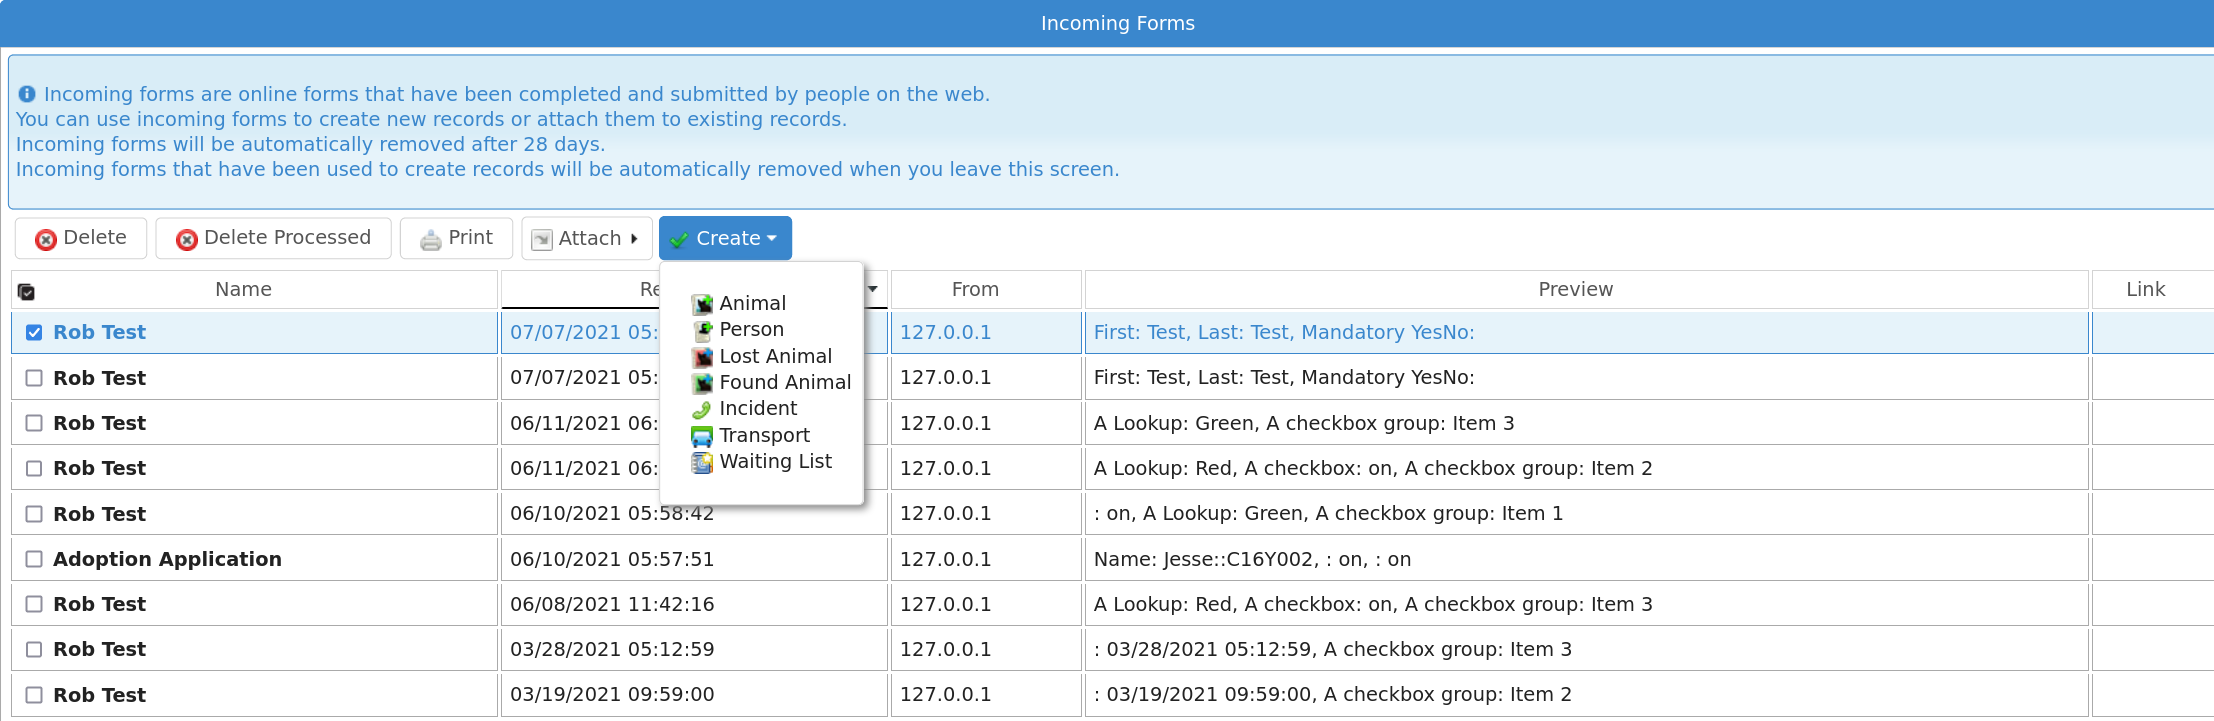 Incoming Forms
Incoming forms are online forms that have been completed and submitted by people on the web.
You can use incoming forms to create new records or attach them to existing records.
Incoming forms will be automatically removed after 28 days.
Incoming forms that have been used to create records will be automatically removed when you leave this screen.
Delete Delete Processed Print Attach Create
Name From Preview Link
Animal
Person
Lost Animal
Found Animal
Incident
Transport
Waiting List
Rob Test 07/07/2021 05: 127.0.0.1 First: Test, Last: Test, Mandatory YesNo:
Rob Test 07/07/2021 05: 127.0.0.1 First: Test, Last: Test, Mandatory YesNo:
Rob Test 06/11/2021 06: 127.0.0.1 A Lookup: Green, A checkbox group: Item 3
Rob Test 06/11/2021 06: 127.0.0.1 A Lookup: Red, A checkbox: on, A checkbox group: Item 2
Rob Test 06/10/2021 05:58:42 127.0.0.1 : on, A Lookup: Green, A checkbox group: Item 1
Adoption Application 06/10/2021 05:57:51 127.0.0.1 Name: Jesse::C16Y002, : on, : on
Rob Test 06/08/2021 11:42:16 127.0.0.1 A Lookup: Red, A checkbox: on, A checkbox group: Item 3
Rob Test 03/28/2021 05:12:59 127.0.0.1 : 03/28/2021 05:12:59, A checkbox group: Item 3
Rob Test 03/19/2021 09:59:00 127.0.0.1 : 03/19/2021 09:59:00, A checkbox group: Item 2